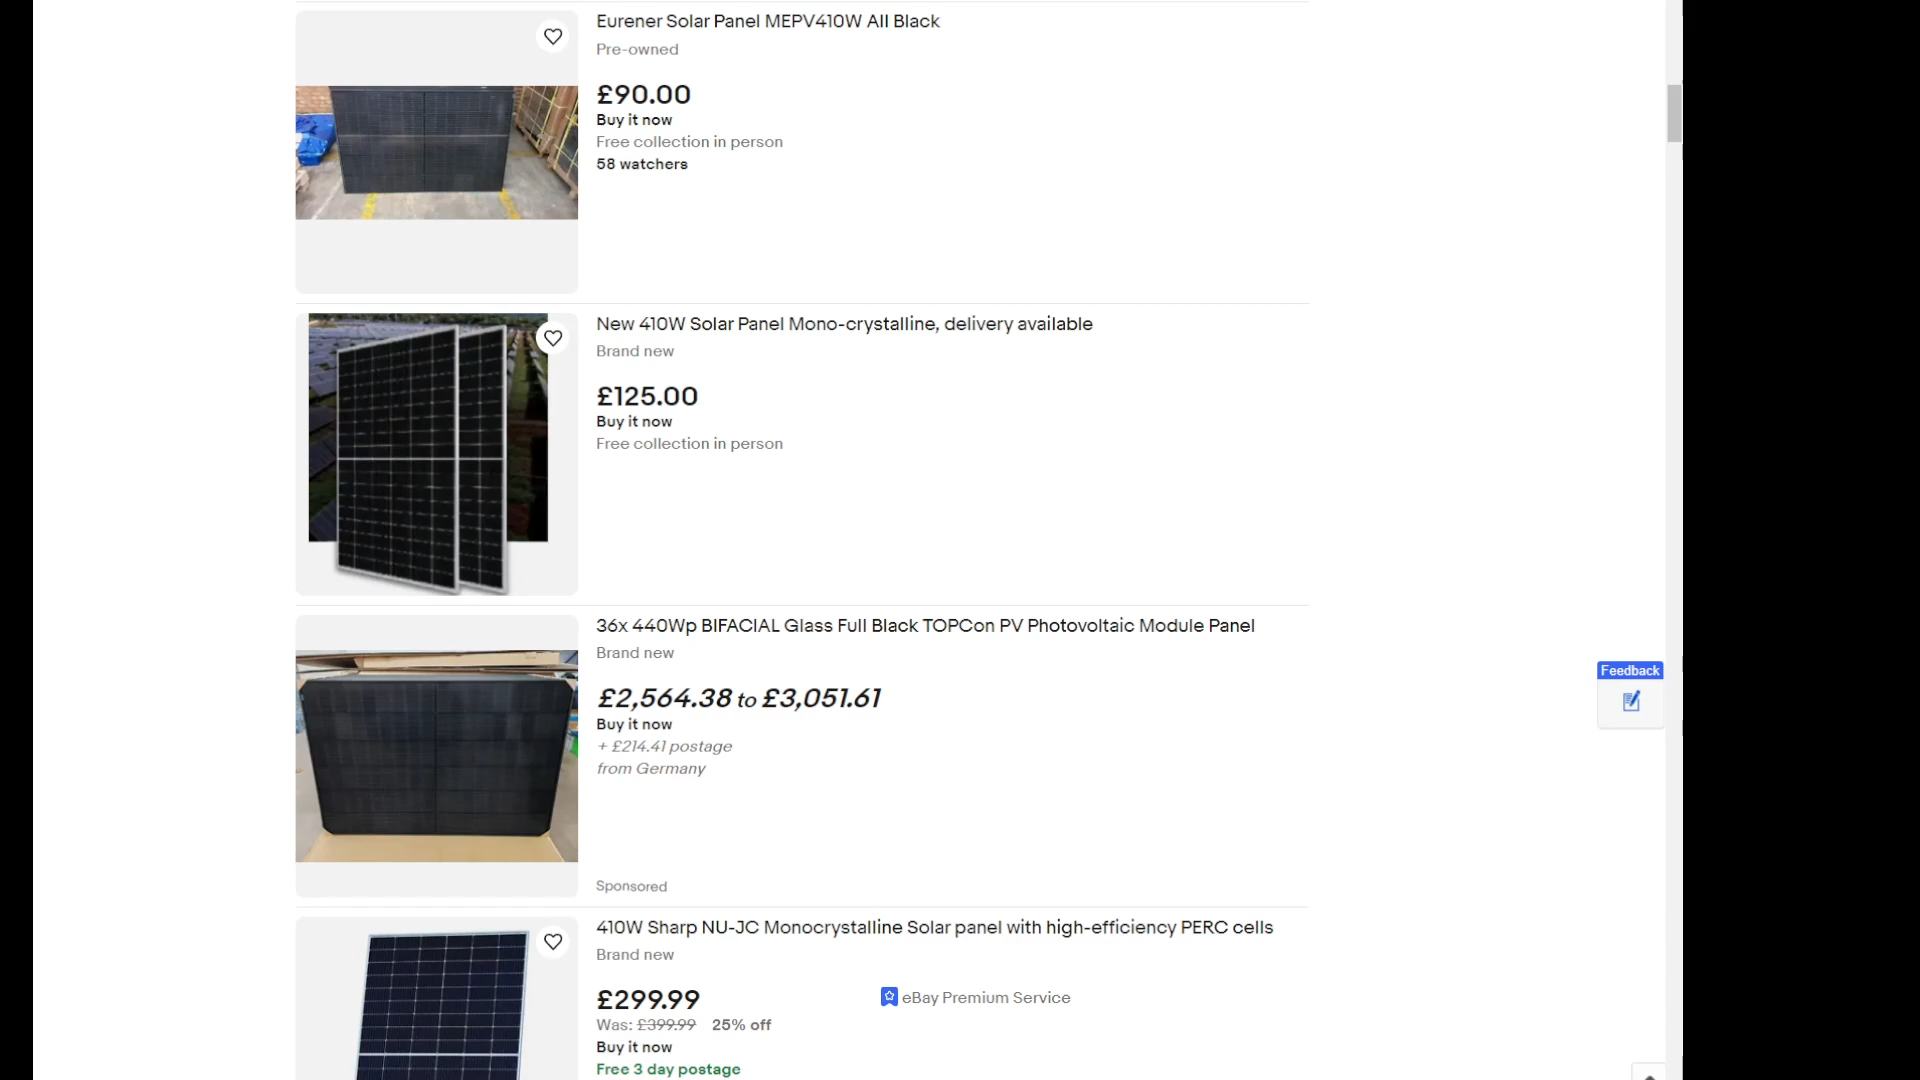 Eurener Solar Panel MEPV410W All Black
Pre-owned
£90.00
Buy it now
Free collection in person
58 watchers
New 410W Solar Panel Mono-crystalline, delivery available
Brand new
£125.00
Buy it now
Free collection in person
36x 440Wp BIFACIAL Glass Full Black TOPCon PV Photovoltaic Module Panel
Brand new
£2,564.38 to £3,051.61
Buy it now
+ £214.41 postage
from Germany
Sponsored
Feedback
410W Sharp NU-JC Monocrystalline Solar panel with high-efficiency PERC cells
Brand new
£299.99
eBay Premium Service
Was: £399.99 25% off
Buy it now
Free 3 day postage